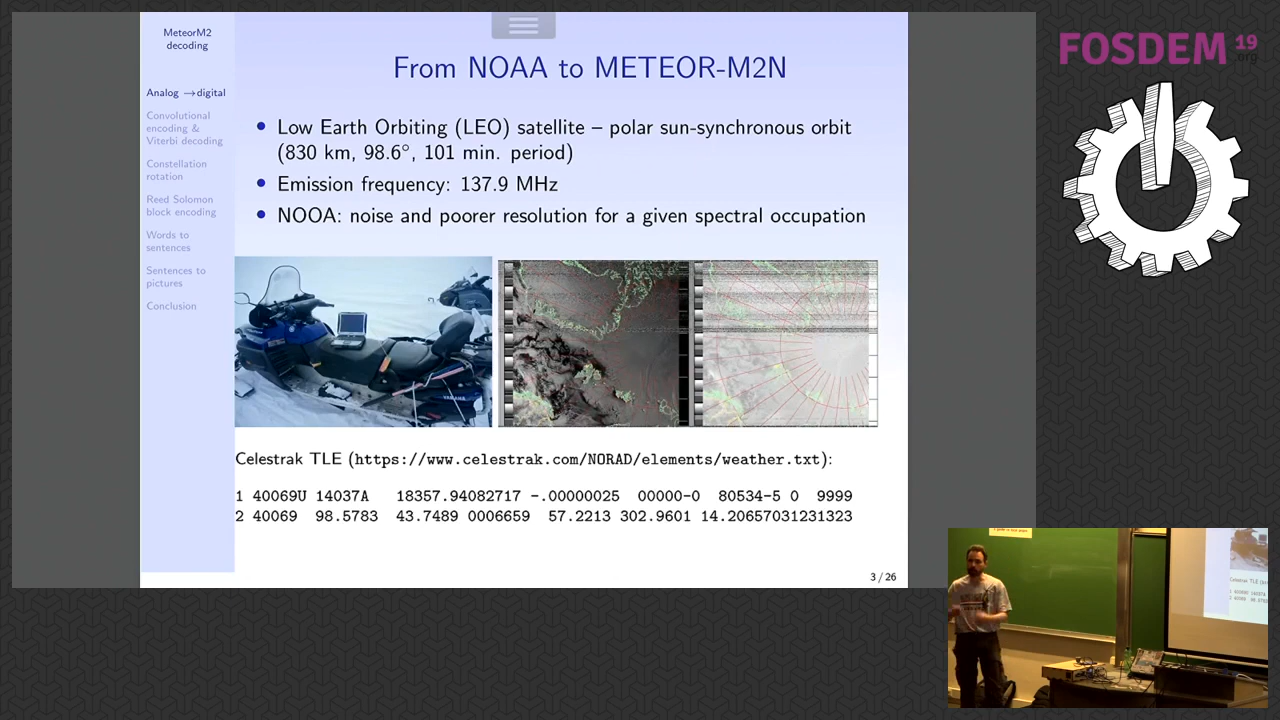 MeteorM2
decoding
Analog →digital
Convolutional
encoding &
Viterbi decoding
Constellation
rotation
Reed Solomon
block encoding
Words to
sentences
Sentences to
pictures
Conclusion
From NOAA to METEOR-M2N
• Low Earth Orbiting (LEO) satellite – polar sun-synchronous orbit
(830 km, 98.6°, 101 min. period)
• Emission frequency: 137.9 MHz
• NOOA: noise and poorer resolution for a given spectral occupation
YAMAHA
Celestrak TLE (https://www.celestrak.com/NORAD/elements/weather.txt):
1 40069U 14037A 18357.94082717 -.00000025 00000-0 80534-5 0 9999
2 40069 98.5783 43.7489 0006659 57.2213 302.9601 14.20657031231323
3 / 26
FOSDEM 19
.org